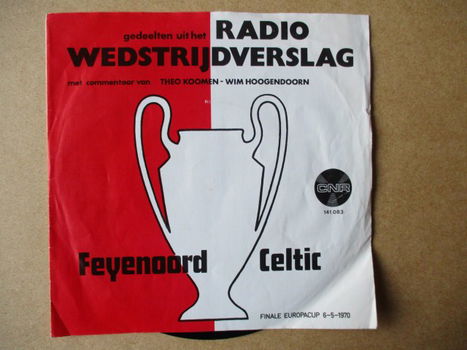 gedeelten uit het RADIO
WEDSTRIJDVERSLAG
met commentaar van THEO KOOMEN - WIM HOOGENDOORN
CNR
141 083
Feyenoord Celtic
FINALE EUROPACUP 6-5-1970